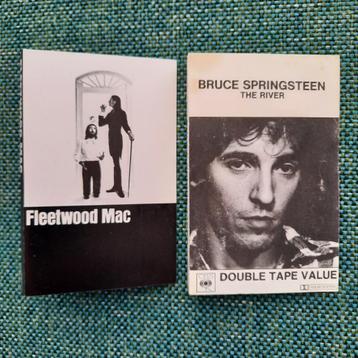 Fleetwood Mac
BRUCE SPRINGSTEEN
THE RIVER
DOUBLE TAPE VALUE